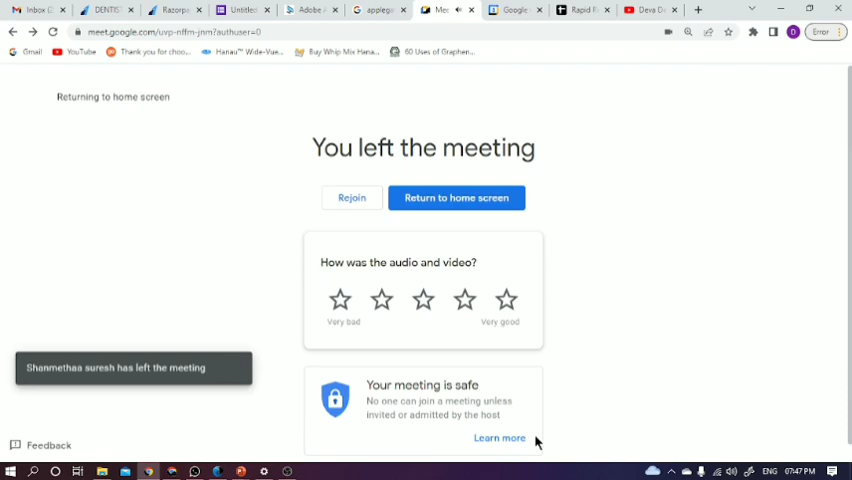 Inbox (2
DENTIST
Razorpa
Untitled
Adobe A
applegat
Mee
Google
Rapid R
Deva De
meet.google.com/uvp-nffm-jnm?authuser=0
D
Error
Gmail
YouTube
Thank you for choo...
Hanau™ Wide-Vue...
Buy Whip Mix Hana...
60 Uses of Graphen...
Returning to home screen
You left the meeting
Rejoin
Return to home screen
How was the audio and video?
Very bad
Very good
Shanmethaa suresh has left the meeting
Your meeting is safe
No one can join a meeting unless
invited or admitted by the host
Learn more
Feedback
ENG
07:47 PM